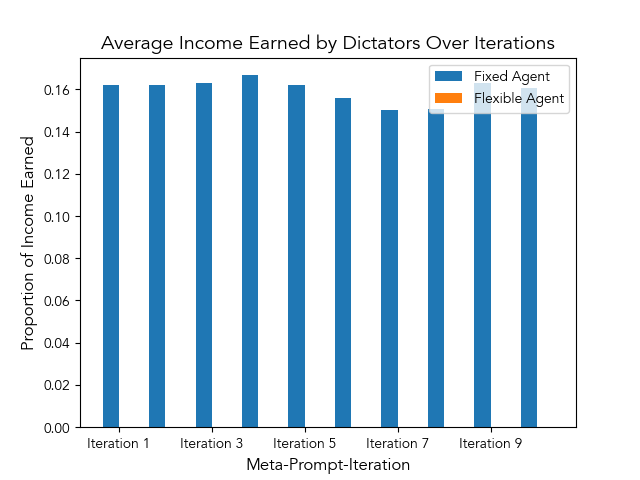 Average Income Earned by Dictators Over Iterations
Fixed Agent
Flexible Agent
Proportion of Income Earned
0.16
0.14
0.12
0.10
0.08
0.06
0.04
0.02
0.00
Iteration 1
Iteration 3
Iteration 5
Iteration 7
Iteration 9
Meta-Prompt-Iteration